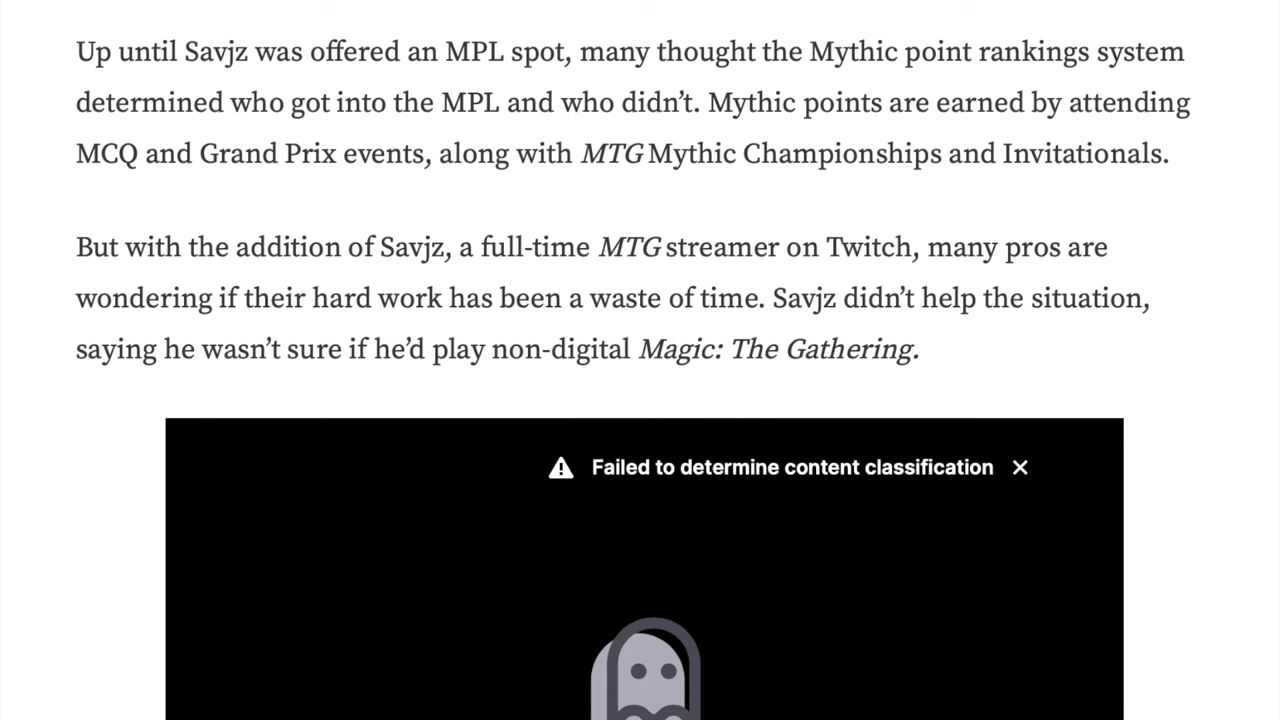 Up until Savjz was offered an MPL spot, many thought the Mythic point rankings system
determined who got into the MPL and who didn’t. Mythic points are earned by attending
MCQ and Grand Prix events, along with MTG Mythic Championships and Invitationals.
But with the addition of Savjz, a full-time MTG streamer on Twitch, many pros are
wondering if their hard work has been a waste of time. Savjz didn’t help the situation,
saying he wasn’t sure if he’d play non-digital Magic: The Gathering.
Failed to determine content classification